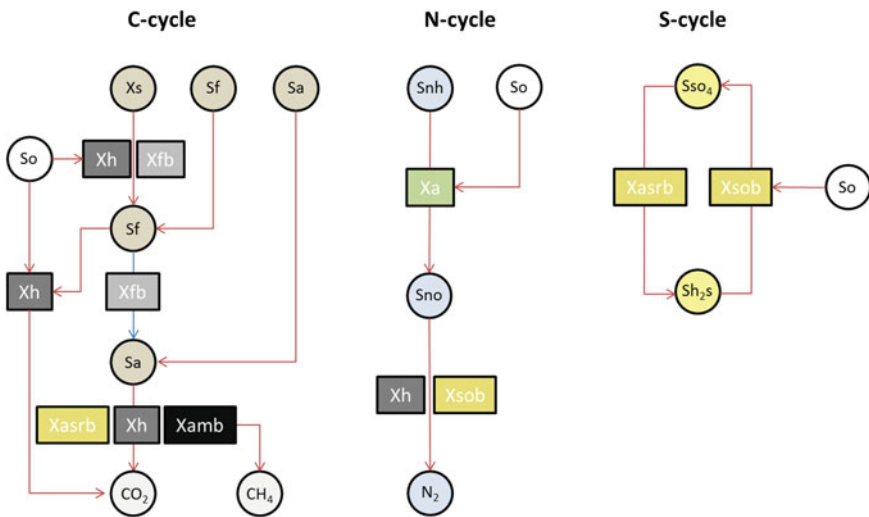 C-cycle N-cycle S-cycle
Xs Sf Sa Snh So Sso₄
So Xh Xfb Xa Xasrb Xsob So
Sf
Xh Xfb Sno Sh₂s
Sa
Xasrb Xh Xamb Xh Xsob
CO₂ CH₄ N₂